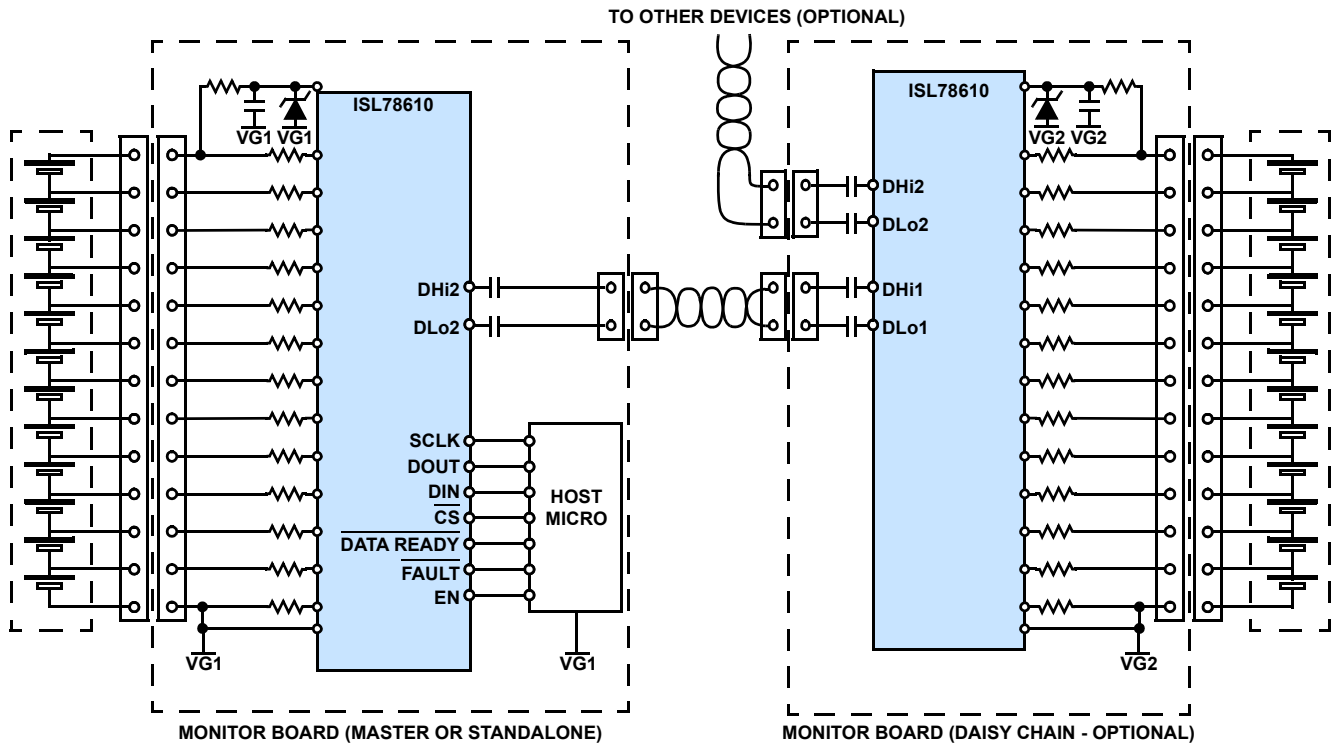 TO OTHER DEVICES (OPTIONAL)
ISL78610
VG1
VG1
DHi2
DLo2
SCLK
DOUT
DIN
CS
DATA READY
FAULT
EN
HOST
MICRO
VG1
VG1
MONITOR BOARD (MASTER OR STANDALONE)
ISL78610
VG2
VG2
DHi2
DLo2
DHi1
DLo1
VG2
MONITOR BOARD (DAISY CHAIN - OPTIONAL)